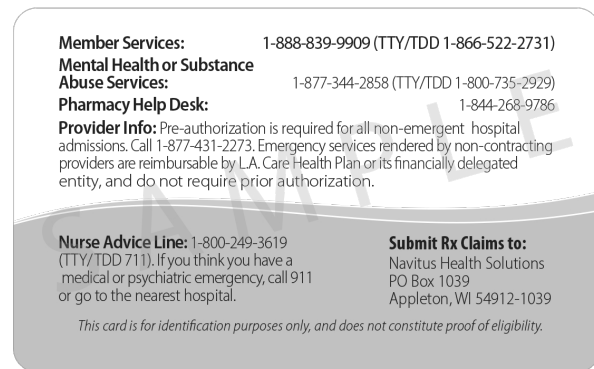 Member Services: 1-888-839-9909 (TTY/TDD 1-866-522-2731)
Mental Health or Substance
Abuse Services: 1-877-344-2858 (TTY/TDD 1-800-735-2929)
Pharmacy Help Desk: 1-844-268-9786
Provider Info: Pre-authorization is required for all non-emergent hospital
admissions. Call 1-877-431-2273. Emergency services rendered by non-contracting
providers are reimbursable by L.A. Care Health Plan or its financially delegated
entity, and do not require prior authorization.
SAMPLE
Nurse Advice Line: 1-800-249-3619
(TTY/TDD 711). If you think you have a
medical or psychiatric emergency, call 911
or go to the nearest hospital.
Submit Rx Claims to:
Navitus Health Solutions
PO Box 1039
Appleton, WI 54912-1039
This card is for identification purposes only, and does not constitute proof of eligibility.